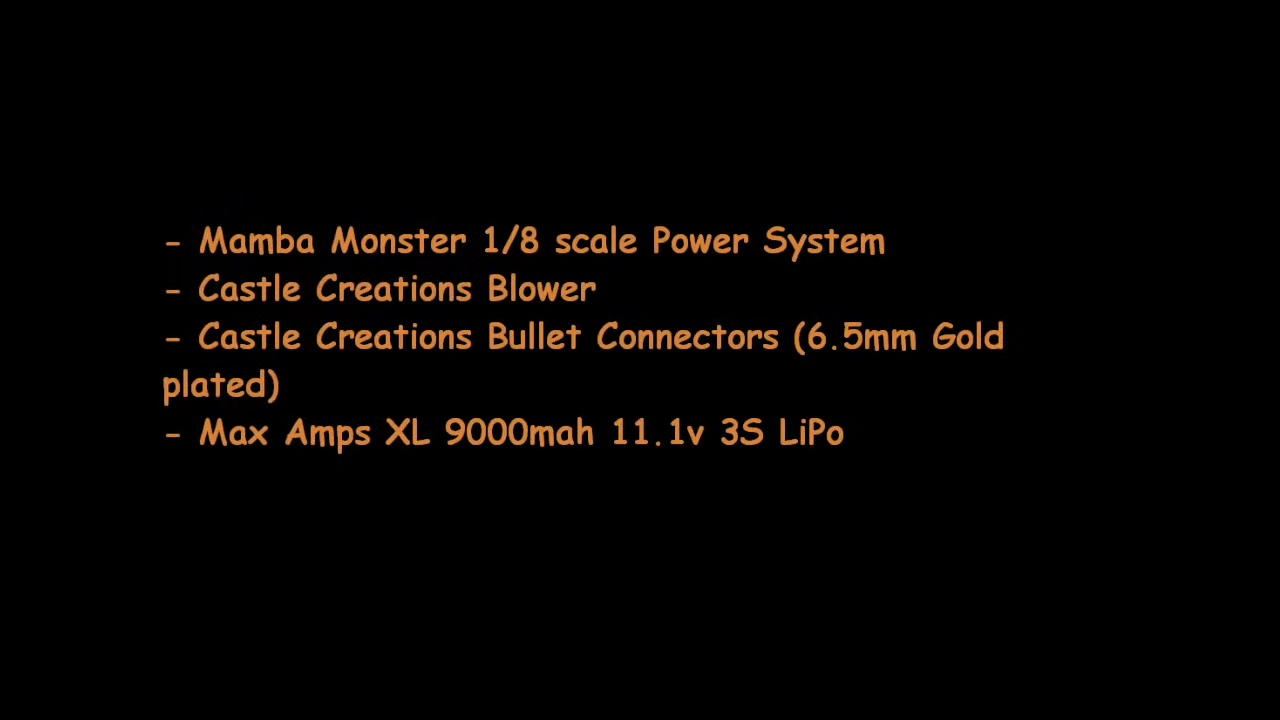 - Mamba Monster 1/8 scale Power System
- Castle Creations Blower
- Castle Creations Bullet Connectors (6.5mm Gold
plated)
- Max Amps XL 9000mah 11.1v 3S LiPo